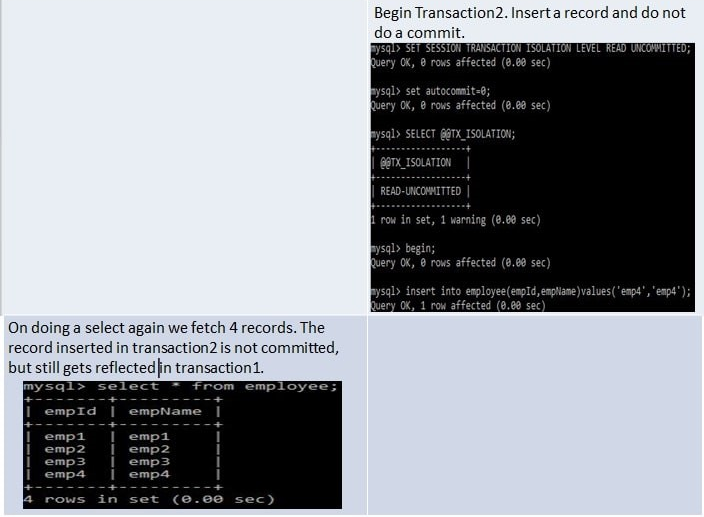 Begin Transaction2. Insert a record and do not
do a commit.
mysql> SET SESSION TRANSACTION ISOLATION LEVEL READ UNCOMMITTED;
Query OK, 0 rows affected (0.00 sec)
mysql> set autocommit=0;
Query OK, 0 rows affected (0.00 sec)
mysql> SELECT @@TX_ISOLATION;
+------------------+
| @@TX_ISOLATION |
+------------------+
| READ-UNCOMMITTED |
+------------------+
1 row in set, 1 warning (0.00 sec)
mysql> begin;
Query OK, 0 rows affected (0.00 sec)
mysql> insert into employee(empId,empName)values('emp4','emp4');
Query OK, 1 row affected (0.00 sec)
On doing a select again we fetch 4 records. The
record inserted in transaction2 is not committed,
but still gets reflected in transaction1.
mysql> select * from employee;
+-------+---------+
| empId | empName |
+-------+---------+
| emp1 | emp1 |
| emp2 | emp2 |
| emp3 | emp3 |
| emp4 | emp4 |
+-------+---------+
4 rows in set (0.00 sec)